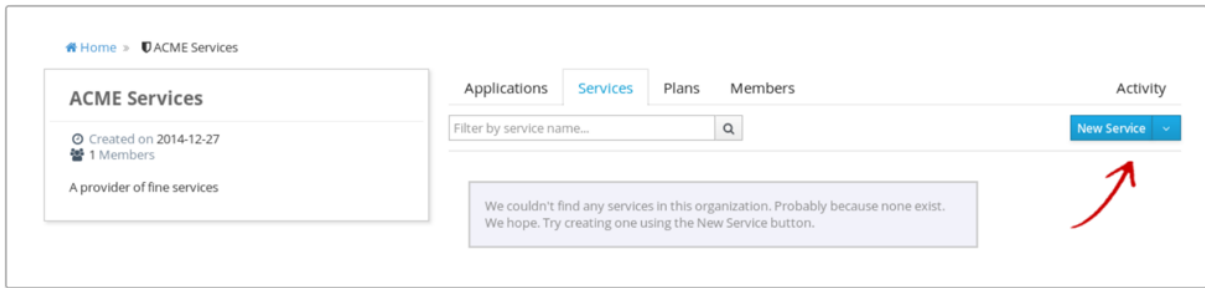 Home » ACME Services
ACME Services
Created on 2014-12-27
1 Members
A provider of fine services
Applications Services Plans Members Activity
Filter by service name...
New Service
We couldn't find any services in this organization. Probably because none exist.
We hope. Try creating one using the New Service button.